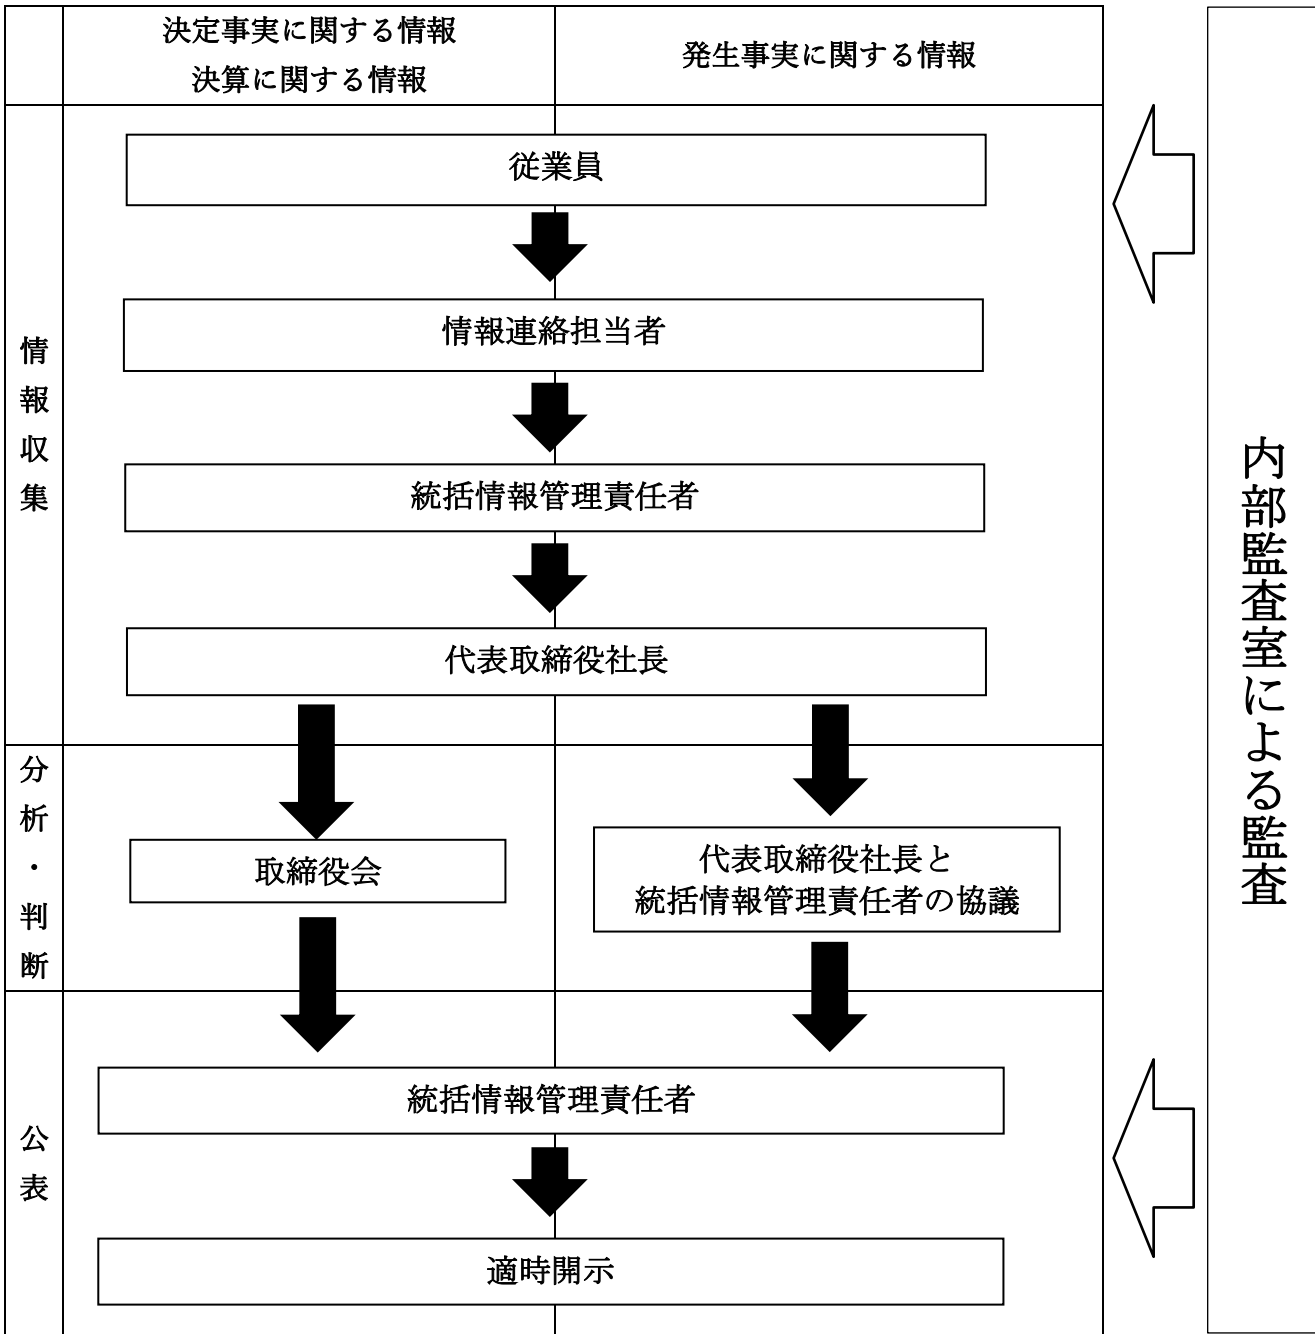 決定事実に関する情報
決算に関する情報
発生事実に関する情報
情報収集
従業員
情報連絡担当者
統括情報管理責任者
代表取締役社長
分析・判断
取締役会
代表取締役社長と
統括情報管理責任者の協議
公表
統括情報管理責任者
適時開示
内部監査室による監査